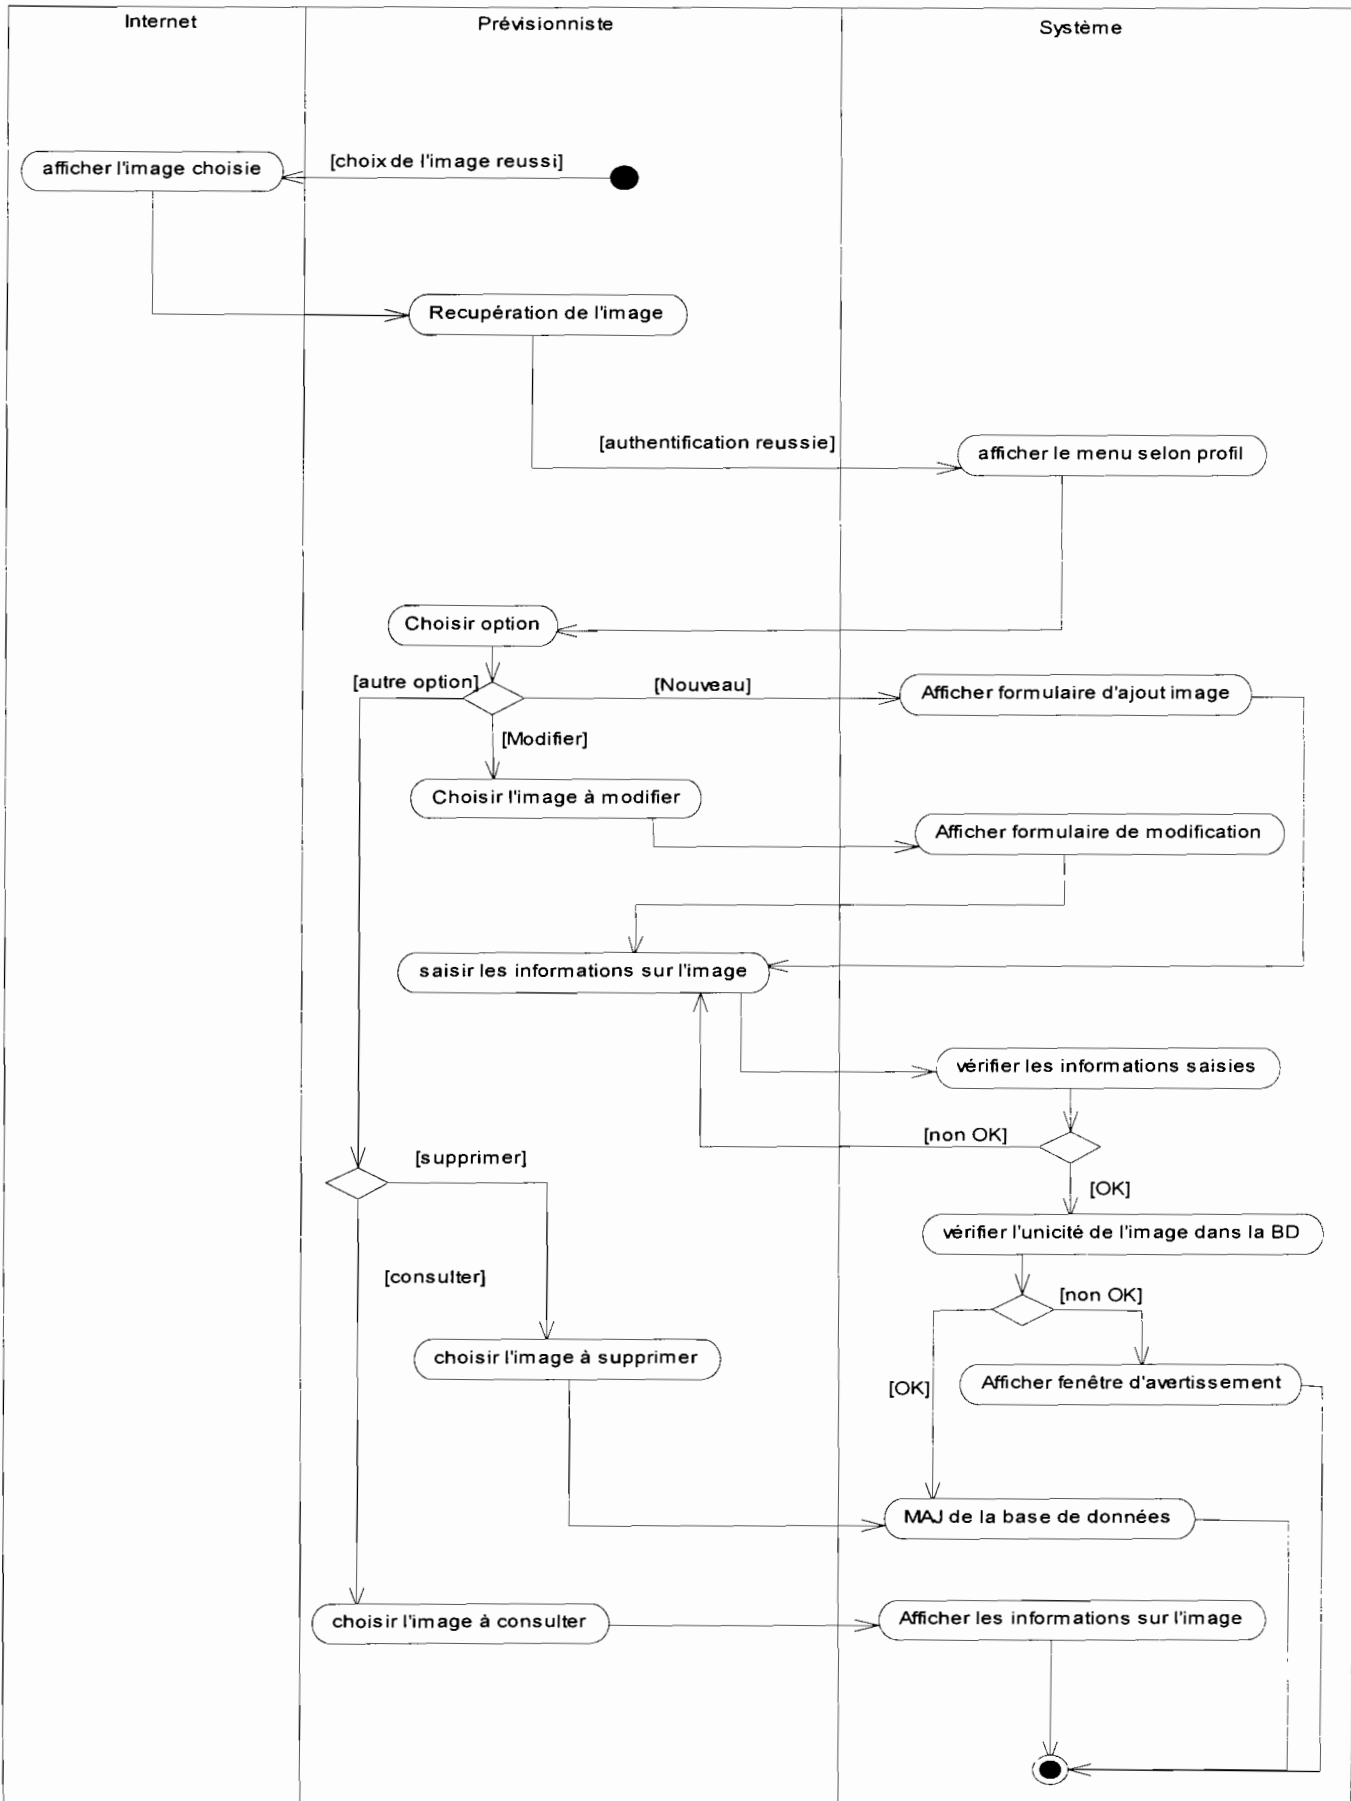 Internet
Prévisionniste
Système
[choix de l'image reussi]
afficher l'image choisie
Recupération de l'image
[authentification reussie]
afficher le menu selon profil
Choisir option
[autre option]
[Nouveau]
Afficher formulaire d'ajout image
[Modifier]
Choisir l'image à modifier
Afficher formulaire de modification
saisir les informations sur l'image
vérifier les informations saisies
[non OK]
[supprimer]
[OK]
vérifier l'unicité de l'image dans la BD
[consulter]
[non OK]
choisir l'image à supprimer
[OK]
Afficher fenêtre d'avertissement
MAJ de la base de données
choisir l'image à consulter
Afficher les informations sur l'image